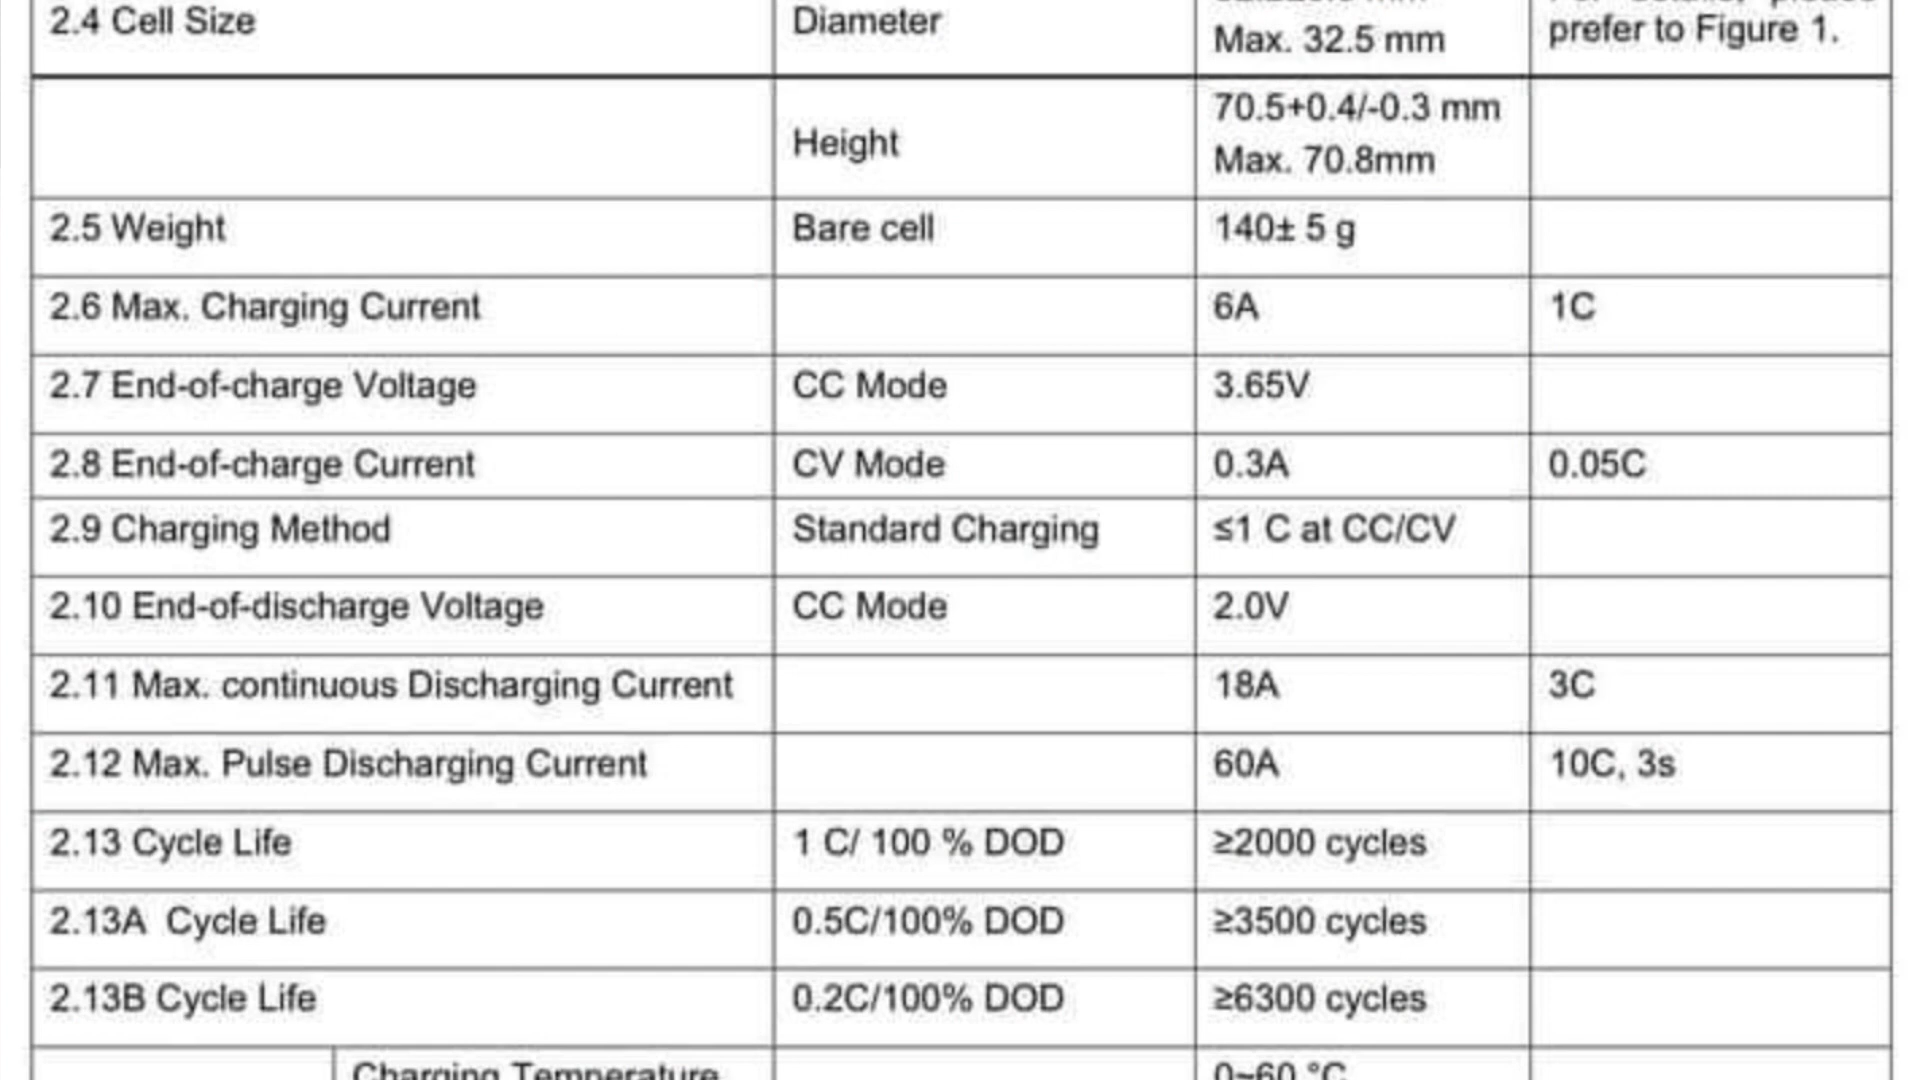 2.4 Cell Size
Diameter
Max. 32.5 mm
prefer to Figure 1.
Height
70.5+0.4/-0.3 mm
Max. 70.8mm
2.5 Weight
Bare cell
140± 5 g
2.6 Max. Charging Current
6A
1C
2.7 End-of-charge Voltage
CC Mode
3.65V
2.8 End-of-charge Current
CV Mode
0.3A
0.05C
2.9 Charging Method
Standard Charging
≤1 C at CC/CV
2.10 End-of-discharge Voltage
CC Mode
2.0V
2.11 Max. continuous Discharging Current
18A
3C
2.12 Max. Pulse Discharging Current
60A
10C, 3s
2.13 Cycle Life
1 C/ 100 % DOD
≥2000 cycles
2.13A  Cycle Life
0.5C/100% DOD
≥3500 cycles
2.13B Cycle Life
0.2C/100% DOD
≥6300 cycles
Charging Temperature
0~60 °C